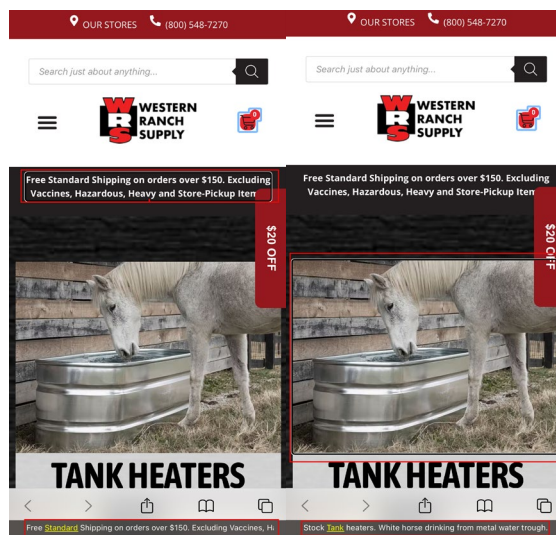 OUR STORES (800) 548-7270
Search just about anything...
WRS WESTERN
RANCH
SUPPLY
0
Free Standard Shipping on orders over $150. Excluding
Vaccines, Hazardous, Heavy and Store-Pickup Item
$20 OFF
TANK HEATERS
Free Standard Shipping on orders over $150. Excluding Vaccines, H
OUR STORES (800) 548-7270
Search just about anything...
WRS WESTERN
RANCH
SUPPLY
0
Free Standard Shipping on orders over $150. Excluding
Vaccines, Hazardous, Heavy and Store-Pickup Item
$20 OFF
TANK HEATERS
Stock Tank heaters. White horse drinking from metal water trough.